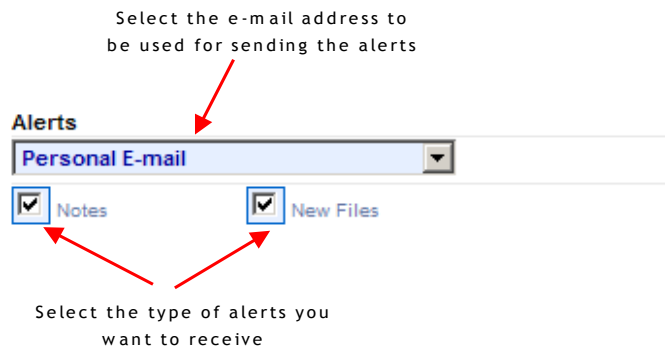 Select the e-mail address to
be used for sending the alerts
Alerts
Personal E-mail
Notes New Files
Select the type of alerts you
want to receive